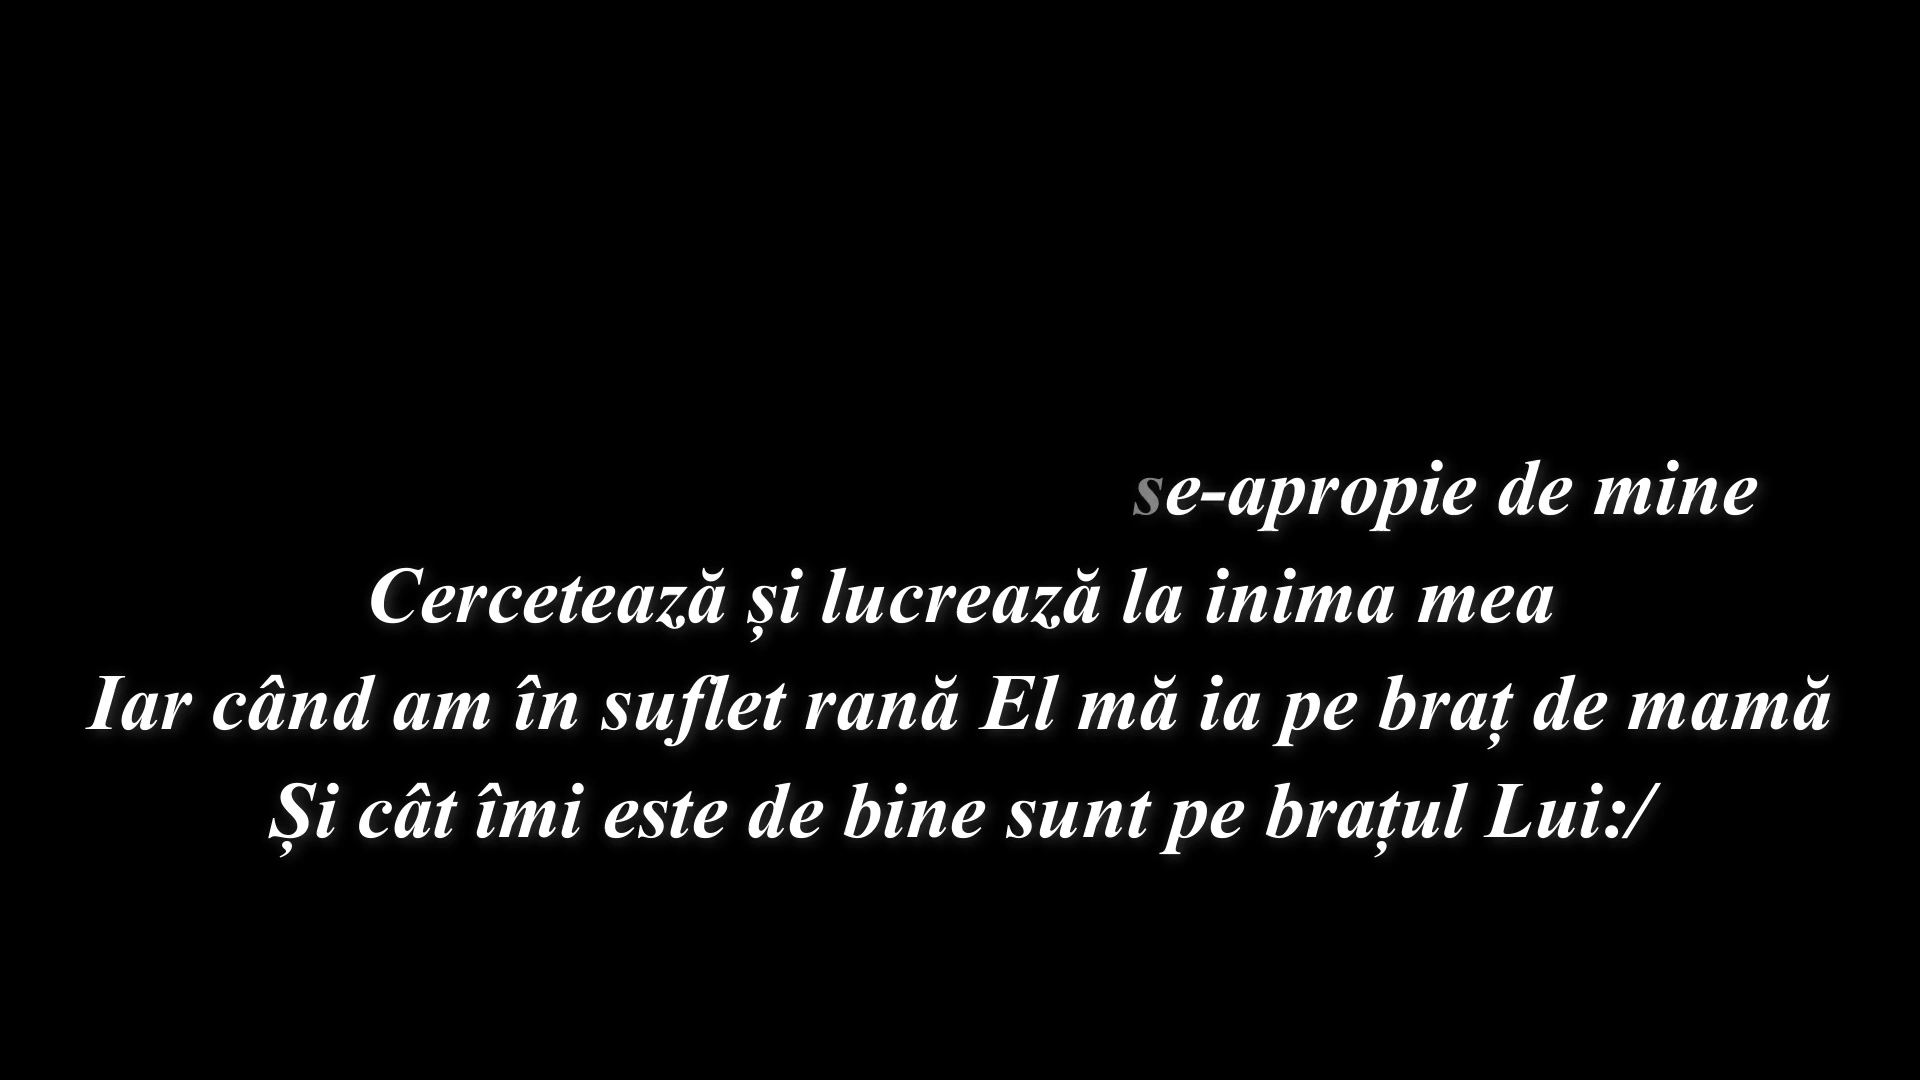 se-apropie de mine
Cercetează și lucrează la inima mea
Iar când am în suflet rană El mă ia pe braț de mamă
Și cât îmi este de bine sunt pe brațul Lui:/